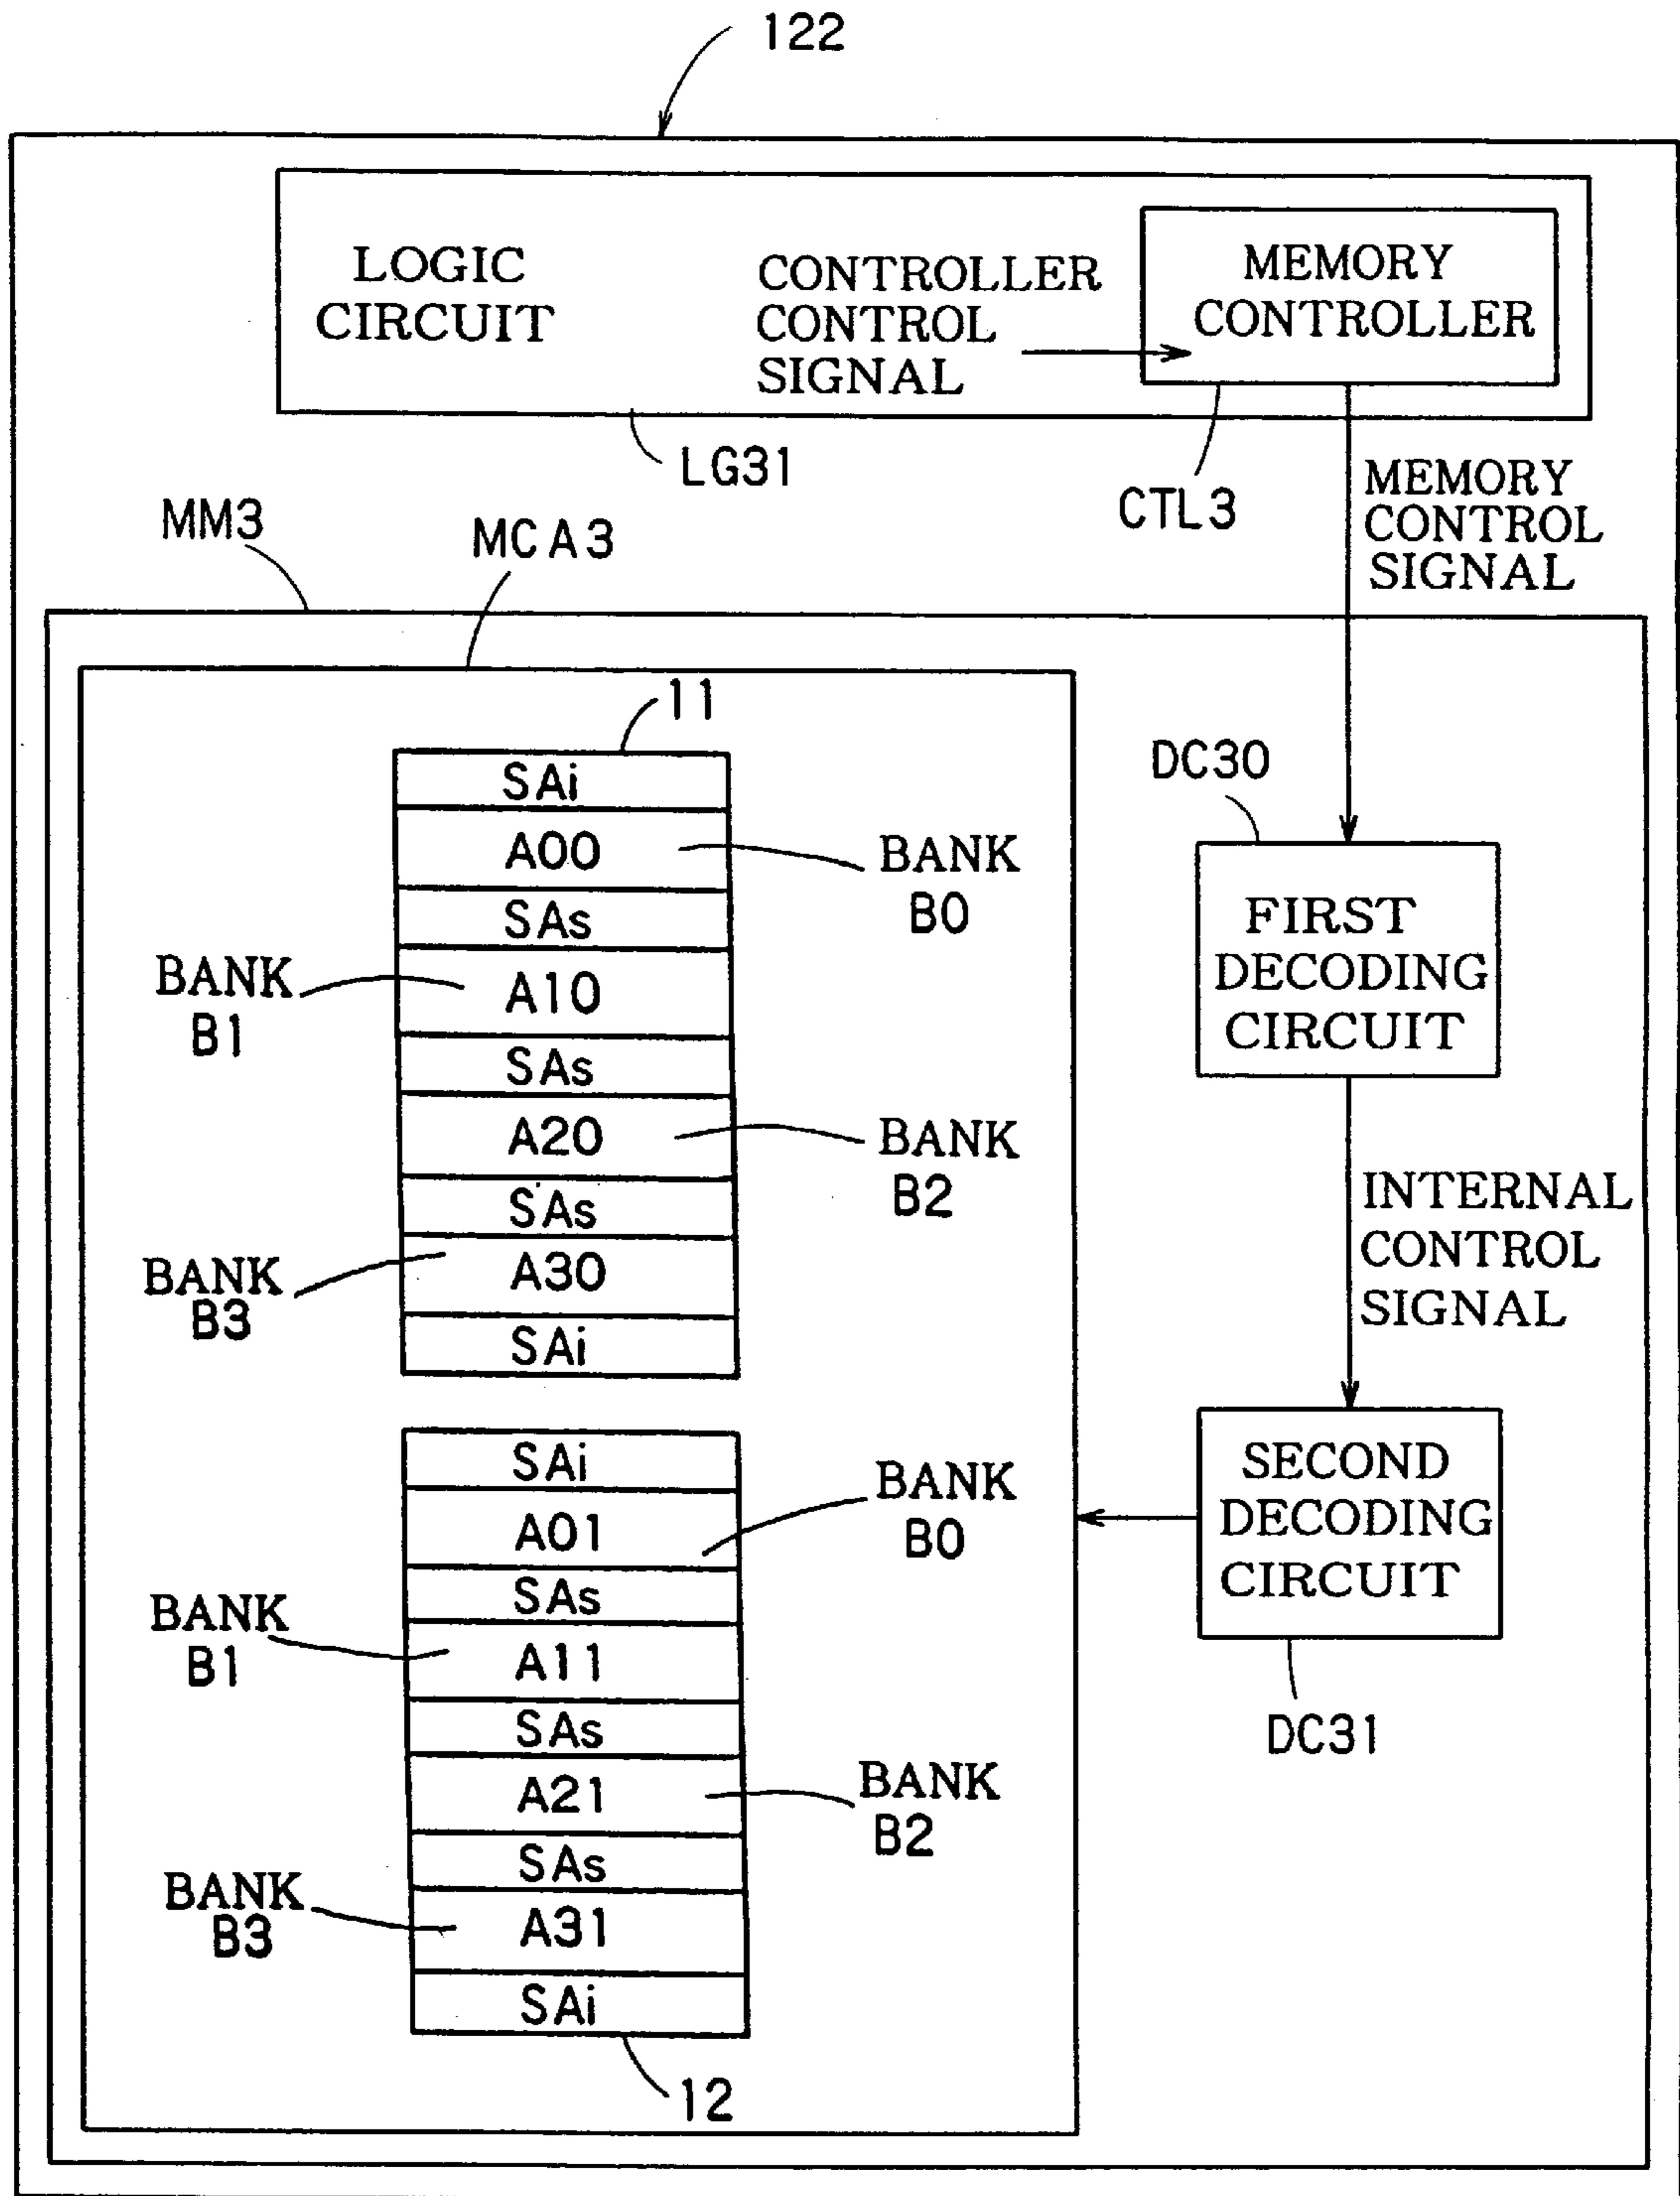 122
LOGIC
CIRCUIT
CONTROLLER
CONTROL
SIGNAL
MEMORY
CONTROLLER
LG31
CTL3
MEMORY
CONTROL
SIGNAL
MM3
MCA3
11
SAi
A00
BANK
B0
SAs
BANK
B1
A10
SAs
A20
BANK
B2
SAs
BANK
B3
A30
SAi
DC30
FIRST
DECODING
CIRCUIT
INTERNAL
CONTROL
SIGNAL
SAi
A01
BANK
B0
SAs
BANK
B1
A11
SAs
A21
BANK
B2
SAs
BANK
B3
A31
SAi
12
SECOND
DECODING
CIRCUIT
DC31